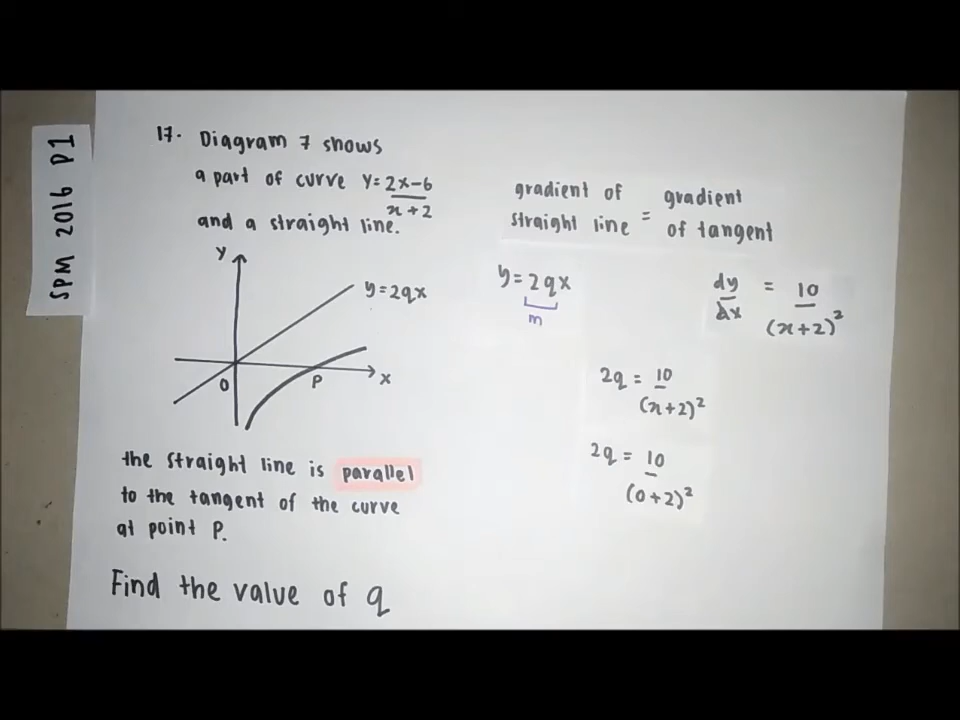 SPM 2016 P1
17. Diagram 7 shows
a part of curve y = 2x-6
x+2
and a straight line.
y
y=2qx
O
P
x
the straight line is parallel
to the tangent of the curve
at point P.
Find the value of q
gradient of = gradient
straight line of tangent
y=2qx
m
dy = 10
dx (x+2)²
2q = 10
(x+2)²
2q = 10
(0+2)²